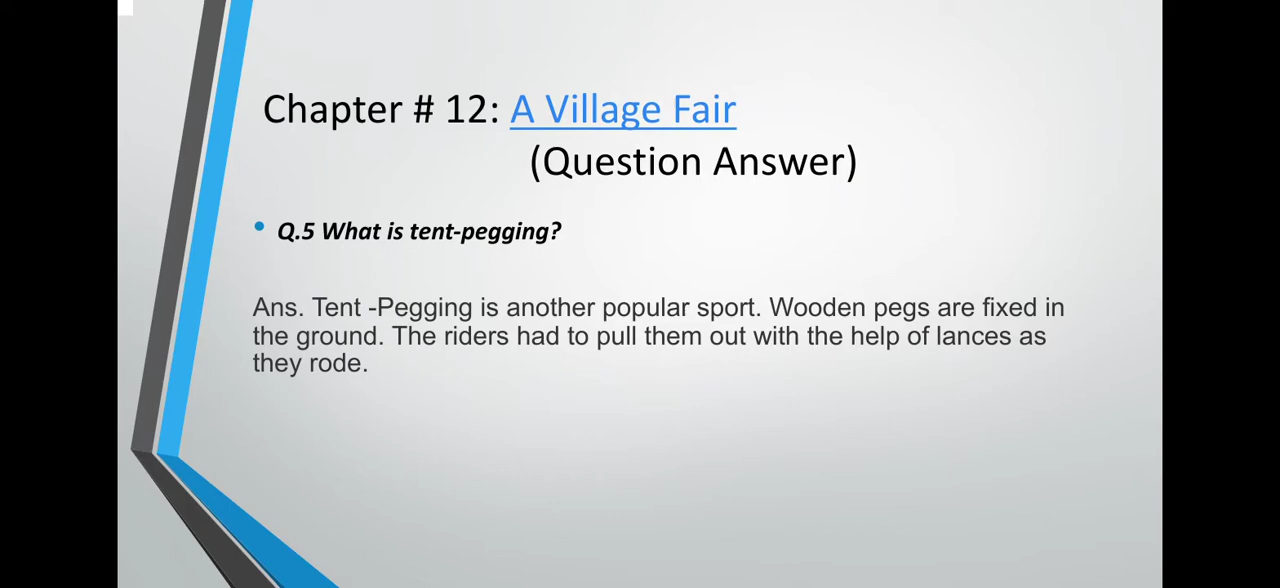 Chapter # 12: A Village Fair
(Question Answer)
• Q.5 What is tent-pegging?
Ans. Tent -Pegging is another popular sport. Wooden pegs are fixed in
the ground. The riders had to pull them out with the help of lances as
they rode.